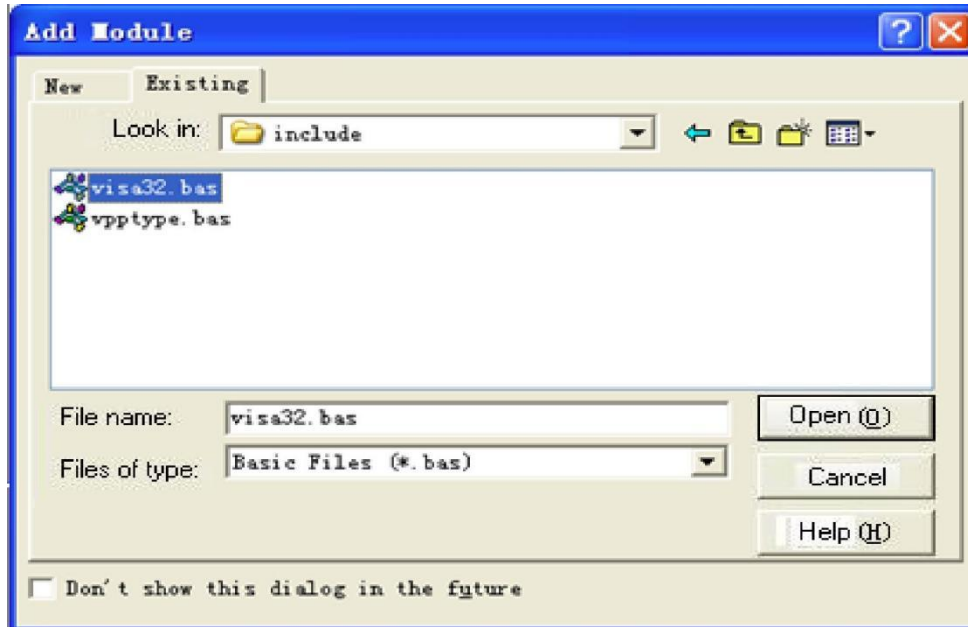 Add Module
New Existing
Look in: include
visa32.bas
vpptype.bas
File name: visa32.bas Open (O)
Files of type: Basic Files (*.bas)
Cancel
Help (H)
Don't show this dialog in the future